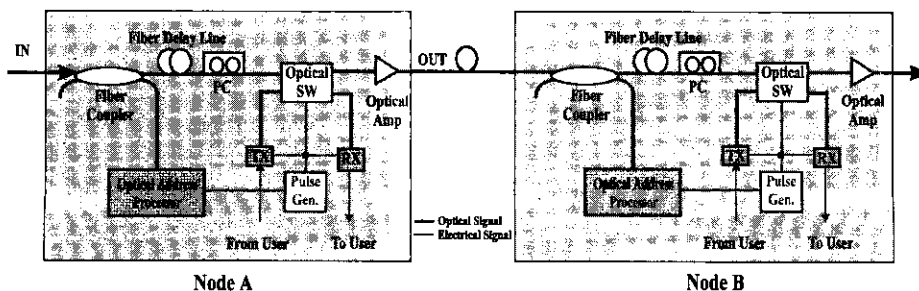 IN
Fiber Delay Line
PC
Optical
SW
Fiber
Coupler
Optical
Amp
TX
RX
Optical Address
Processor
Pulse
Gen.
From User
To User
Node A
OUT
Optical Signal
Electrical Signal
Fiber Delay Line
PC
Optical
SW
Fiber
Coupler
Optical
Amp
TX
RX
Optical Address
Processor
Pulse
Gen.
From User
To User
Node B